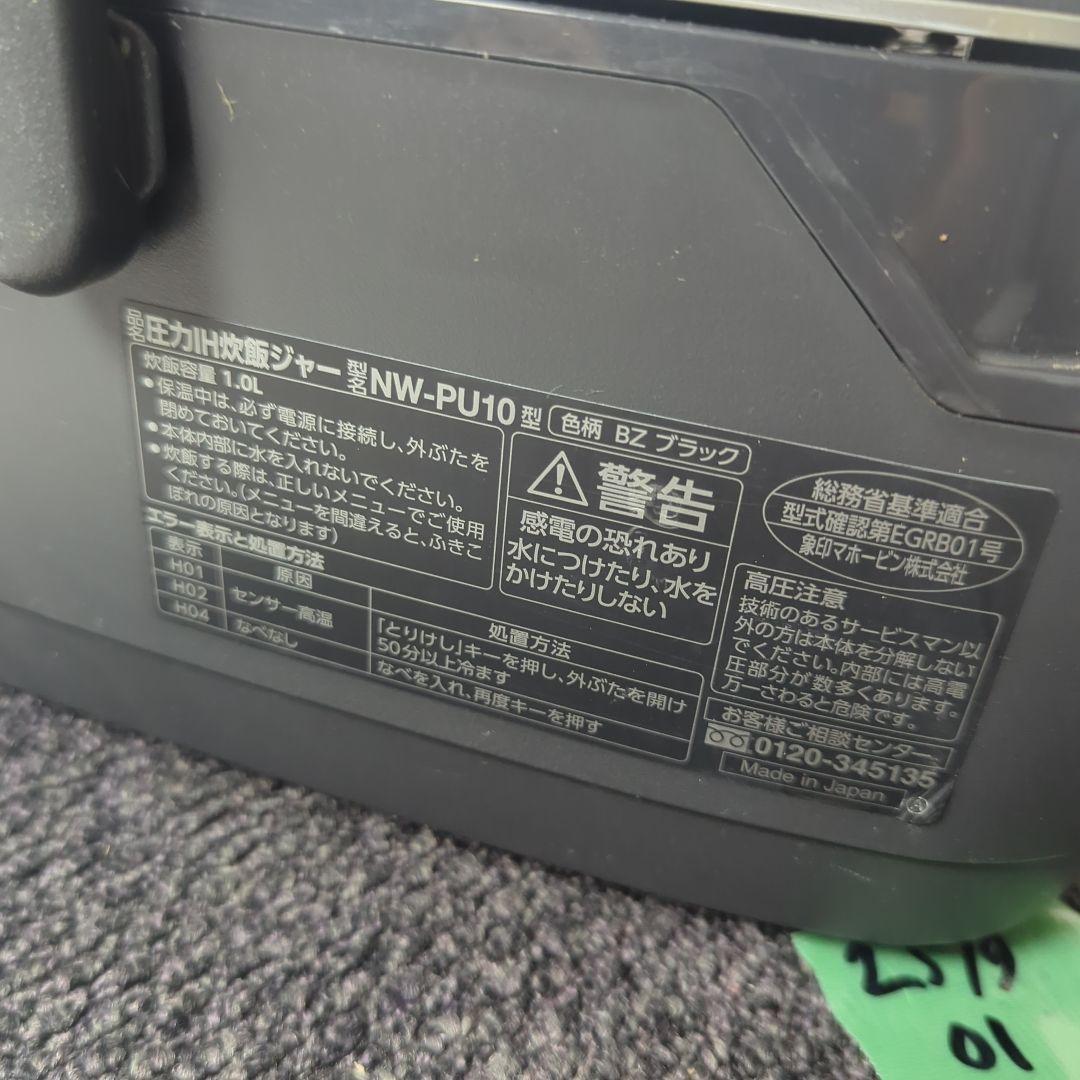 品名 圧力IH炊飯ジャー 型名 NW-PU10型 色柄 BZ ブラック
炊飯容量 1.0L
●保温中は、必ず電源に接続し、外ぶたを
閉めておいてください。
●本体内部に水を入れないでください。
●炊飯する際は、正しいメニューでご使用
ください。(メニューを間違えると、ふきこ
ぼれの原因となります)
エラー表示と処置方法
表示 原因 処置方法
H01
H02 センサー高温 「とりけし」キーを押し、外ぶたを開け
50分以上冷ます
H04 なべなし なべを入れ、再度キーを押す
警告
感電の恐れあり
水につけたり、水を
かけたりしない
総務省基準適合
型式確認第EGRB01号
象印マホービン株式会社
高圧注意
技術のあるサービスマン以
外の方は本体を分解しない
でください。内部には高電
圧部分が数多くあります。
万一さわると危険です。
お客様ご相談センター
0120-345135
Made in Japan Ⓐ
01